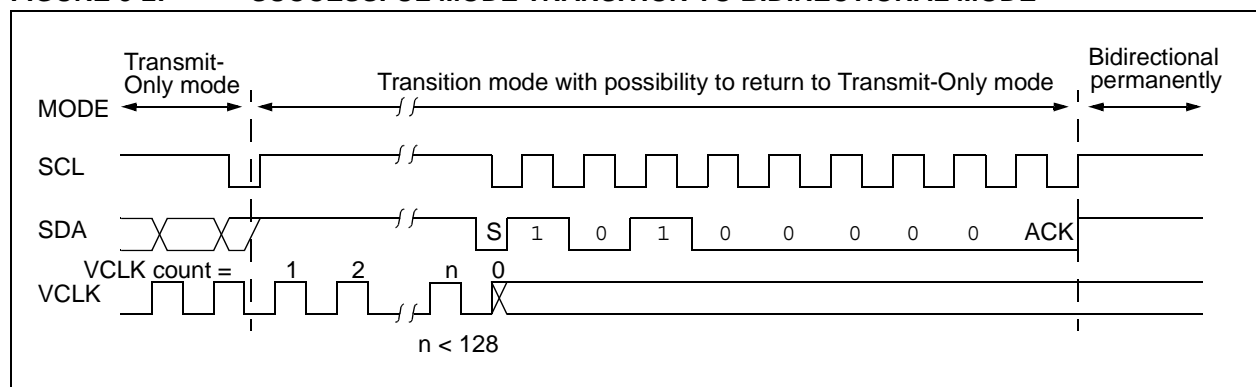 Transmit-
Only mode
Transition mode with possibility to return to Transmit-Only mode
Bidirectional
permanently
MODE
SCL
SDA
S 1 0 1 0 0 0 0 0 ACK
VCLK count = 1 2 n 0
VCLK
n < 128